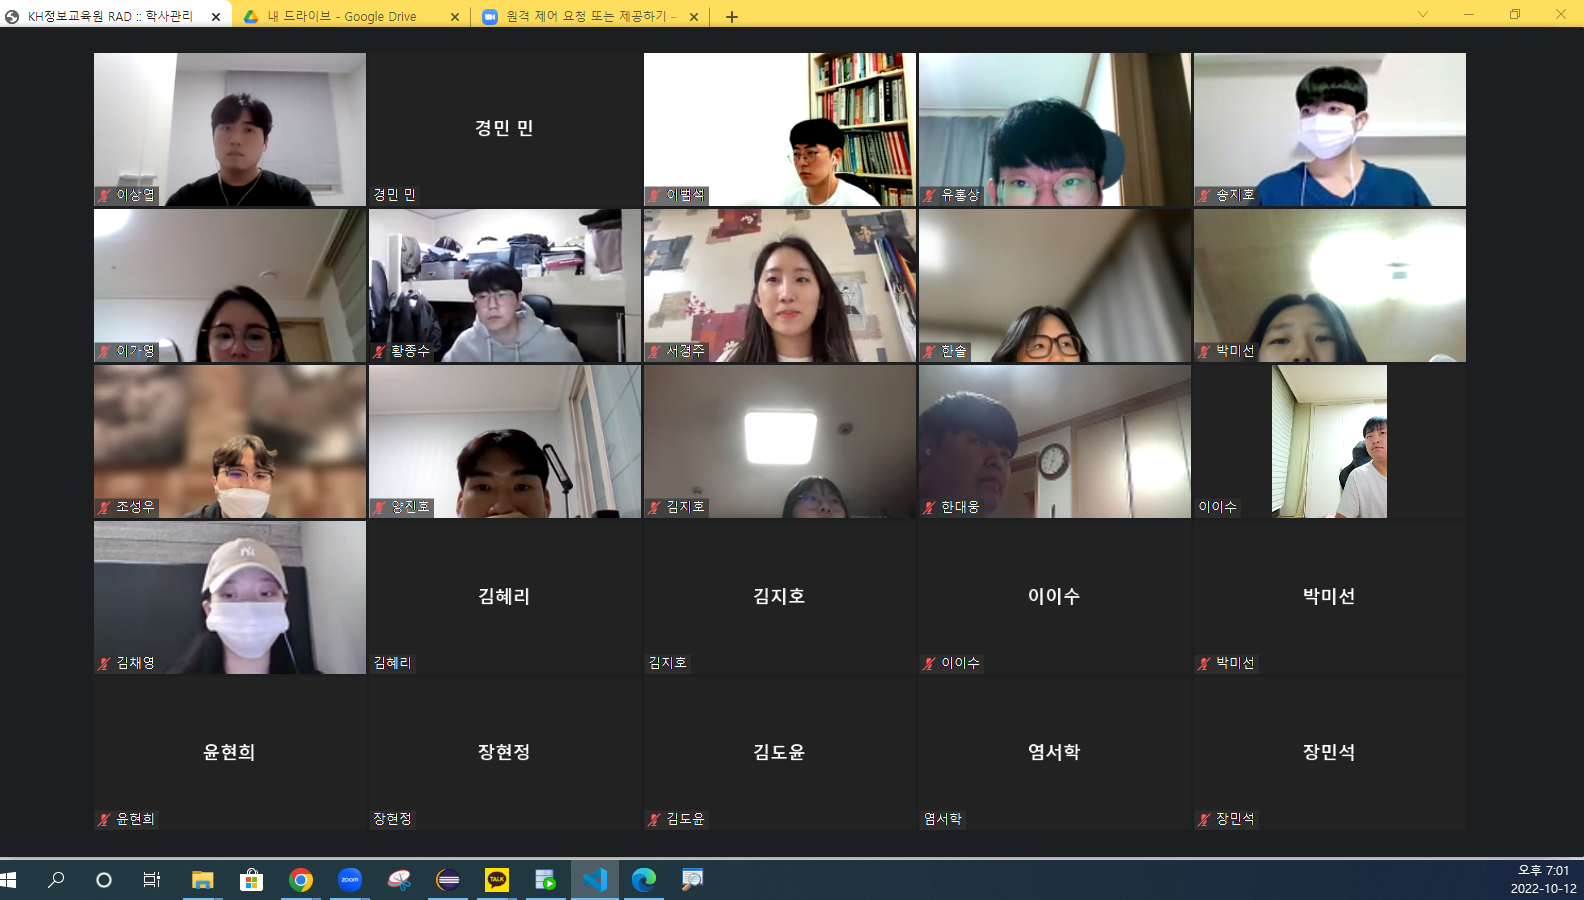 KH정보교육원 RAD :: 학사관리
내 드라이브 - Google Drive
원격 제어 요청 또는 제공하기 –
경민 민
이상엽
경민 민
이범석
유홍상
송지호
이가영
황종수
서경주
한솔
박미선
조성우
양진호
김지호
한대웅
이이수
NY
김혜리
김지호
이이수
박미선
김채영
김혜리
김지호
이이수
박미선
윤현희
장현정
김도윤
염서학
장민석
윤현희
장현정
김도윤
염서학
장민석
zoom
TALK
오후 7:01
2022-10-12